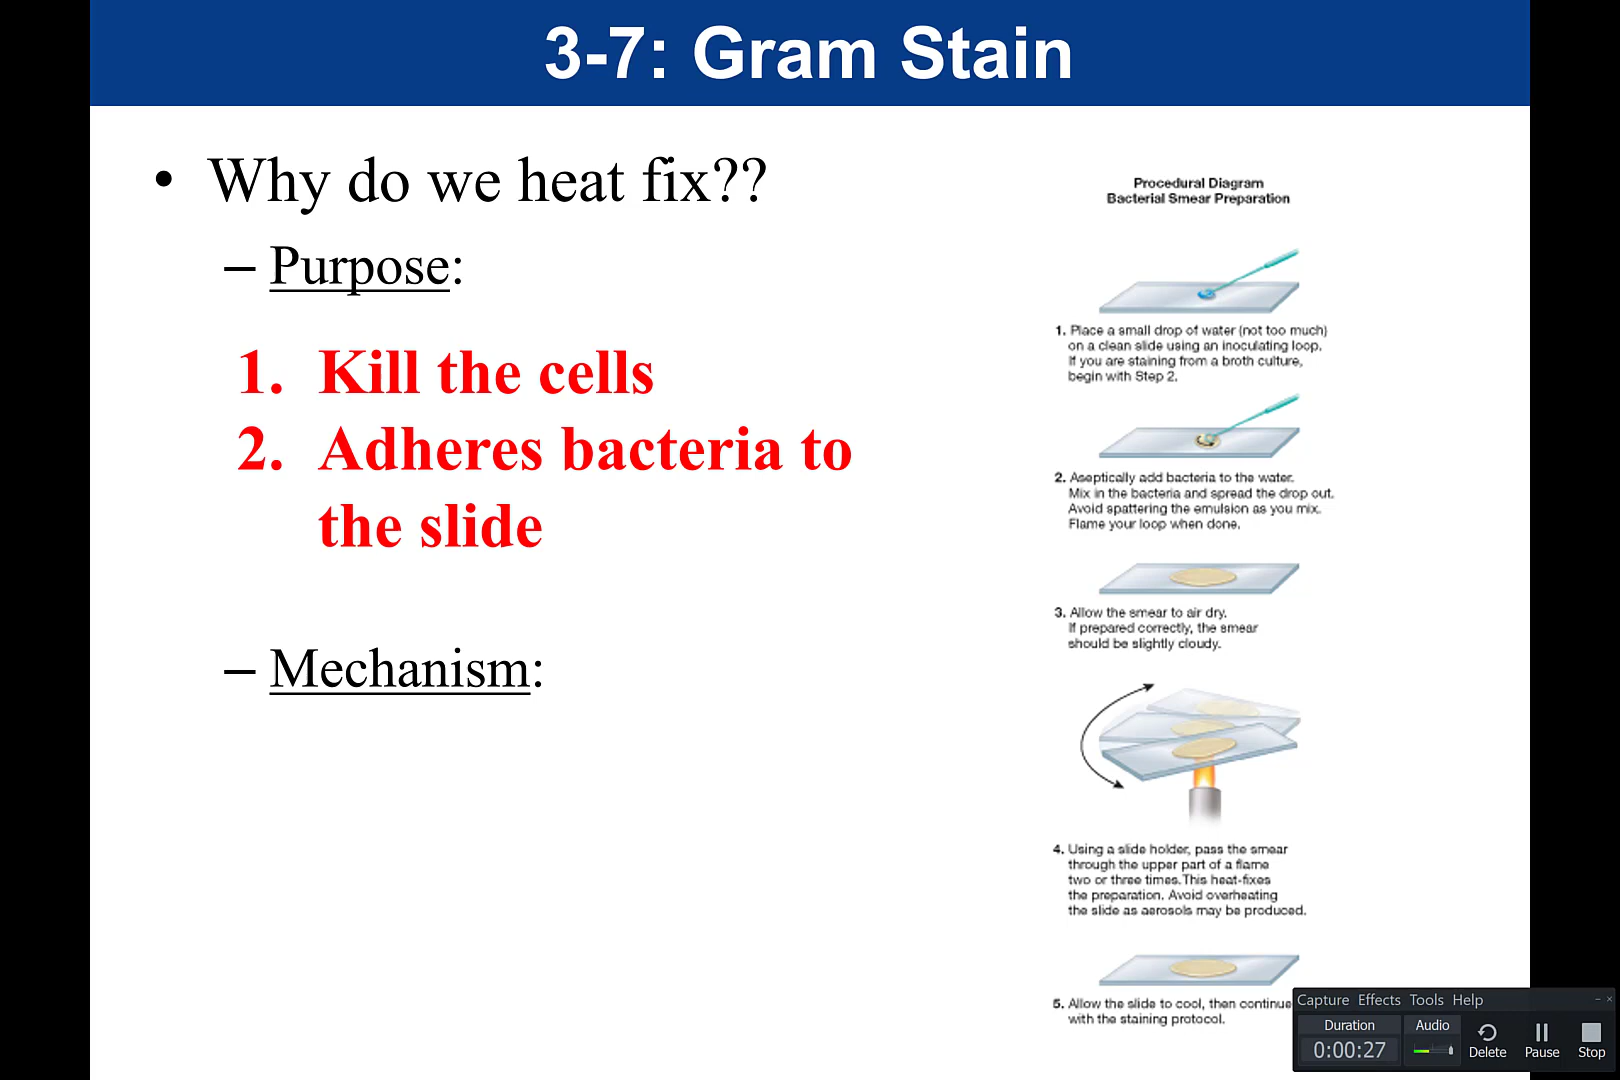 3-7: Gram Stain
• Why do we heat fix??
– Purpose:
1. Kill the cells
2. Adheres bacteria to
the slide
– Mechanism:
Procedural Diagram
Bacterial Smear Preparation
1. Place a small drop of water (not too much)
on a clean slide using an inoculating loop.
If you are staining from a broth culture,
begin with Step 2.
2. Aseptically add bacteria to the water.
Mix in the bacteria and spread the drop out.
Avoid spattering the emulsion as you mix.
Flame your loop when done.
3. Allow the smear to air dry.
If prepared correctly, the smear
should be slightly cloudy.
4. Using a slide holder, pass the smear
through the upper part of a flame
two or three times. This heat-fixes
the preparation. Avoid overheating
the slide as aerosols may be produced.
5. Allow the slide to cool, then continue
with the staining protocol.
Capture Effects Tools Help
Duration
0:00:27
Audio
Delete
Pause
Stop